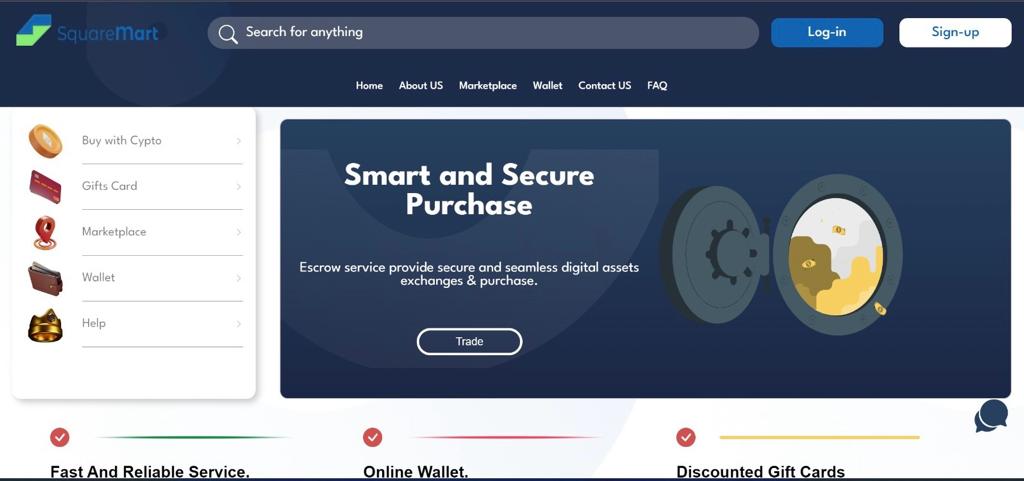 SquareMart
Search for anything
Log-in
Sign-up
Home About US Marketplace Wallet Contact US FAQ
Buy with Cypto
Gifts Card
Marketplace
Wallet
Help
Smart and Secure
Purchase
Escrow service provide secure and seamless digital assets
exchanges & purchase.
Trade
Fast And Reliable Service.
Online Wallet.
Discounted Gift Cards